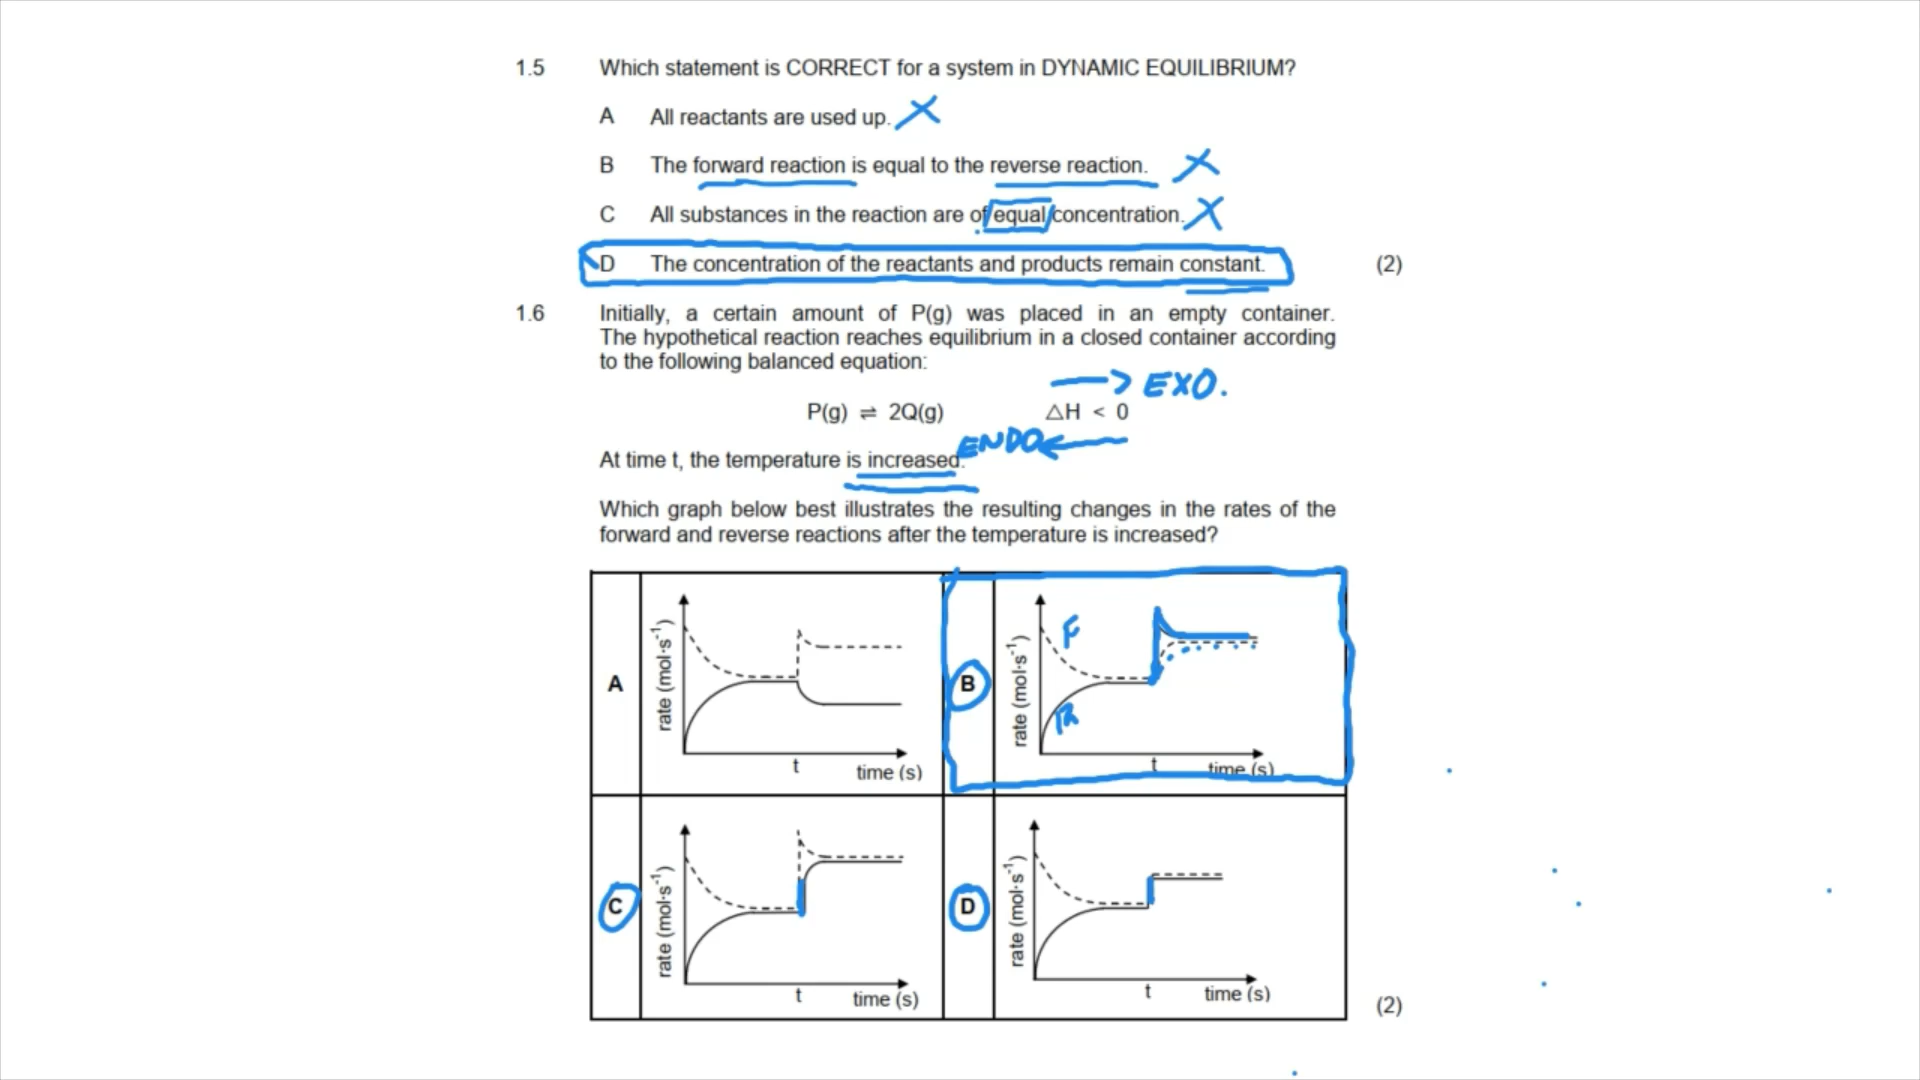 1.5 Which statement is CORRECT for a system in DYNAMIC EQUILIBRIUM?
A All reactants are used up.
B The forward reaction is equal to the reverse reaction.
C All substances in the reaction are of equal concentration.
D The concentration of the reactants and products remain constant. (2)
1.6 Initially, a certain amount of P(g) was placed in an empty container.
The hypothetical reaction reaches equilibrium in a closed container according
to the following balanced equation:
EXO.
P(g) ⇌ 2Q(g) △H < 0
ENDO
At time t, the temperature is increased.
Which graph below best illustrates the resulting changes in the rates of the
forward and reverse reactions after the temperature is increased?
A
rate (mol·s⁻¹)
t
time (s)
B
rate (mol·s⁻¹)
F
R
t
time (s)
C
rate (mol·s⁻¹)
t
time (s)
D
rate (mol·s⁻¹)
t
time (s)
(2)